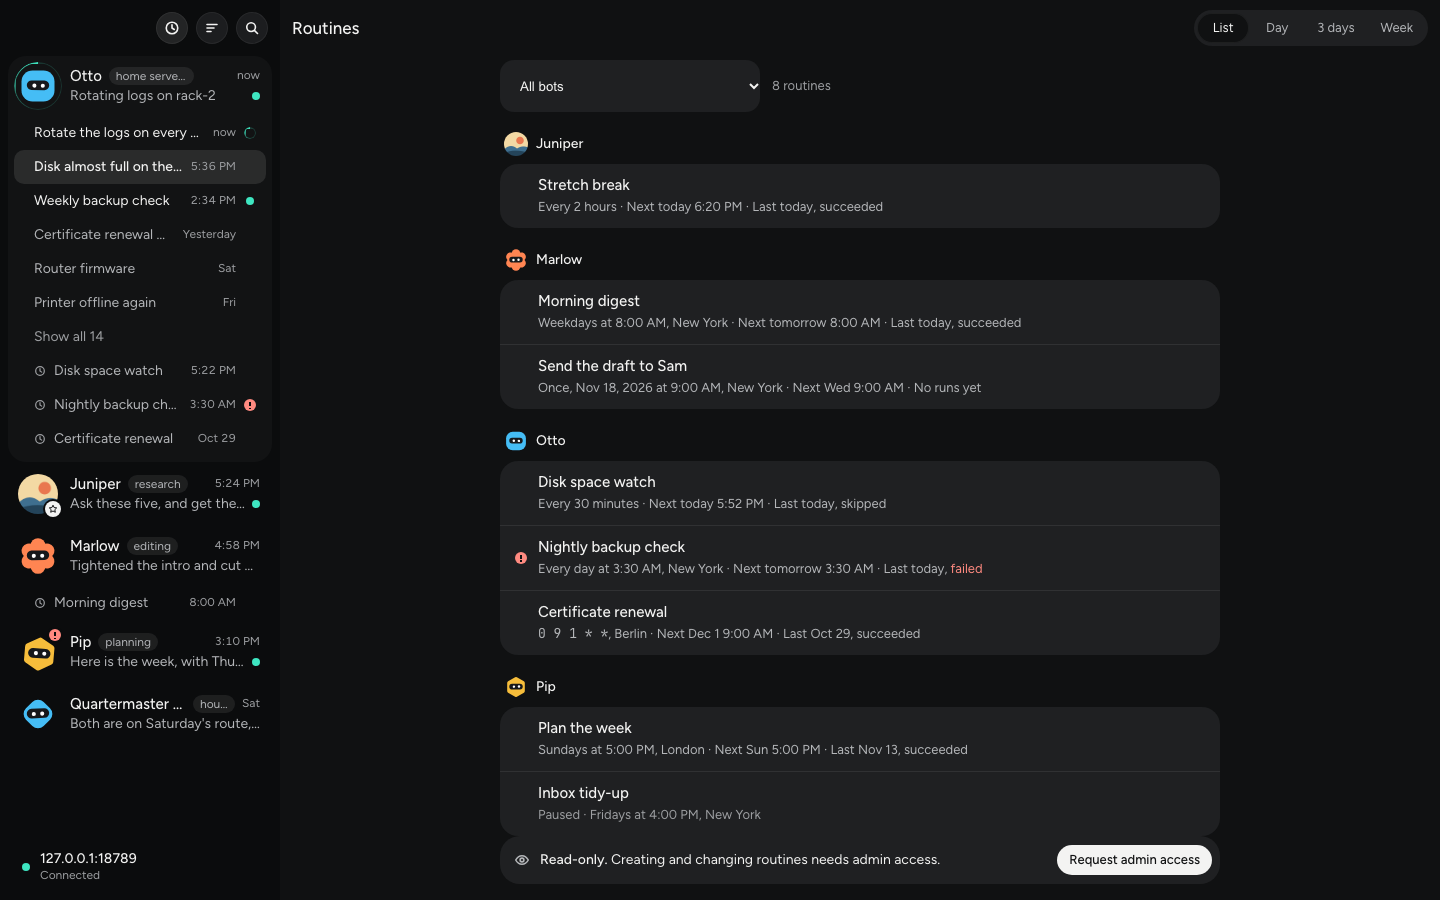 Routines
List Day 3 days Week
Otto home serve... now
Rotating logs on rack-2
Rotate the logs on every ... now
Disk almost full on the... 5:36 PM
Weekly backup check 2:34 PM
Certificate renewal ... Yesterday
Router firmware Sat
Printer offline again Fri
Show all 14
Disk space watch 5:22 PM
Nightly backup ch... 3:30 AM
Certificate renewal Oct 29
Juniper research 5:24 PM
Ask these five, and get the...
Marlow editing 4:58 PM
Tightened the intro and cut ...
Morning digest 8:00 AM
Pip planning 3:10 PM
Here is the week, with Thu...
Quartermaster ... hou... Sat
Both are on Saturday's route,...
127.0.0.1:18789
Connected
All bots 8 routines
Juniper
Stretch break
Every 2 hours · Next today 6:20 PM · Last today, succeeded
Marlow
Morning digest
Weekdays at 8:00 AM, New York · Next tomorrow 8:00 AM · Last today, succeeded
Send the draft to Sam
Once, Nov 18, 2026 at 9:00 AM, New York · Next Wed 9:00 AM · No runs yet
Otto
Disk space watch
Every 30 minutes · Next today 5:52 PM · Last today, skipped
Nightly backup check
Every day at 3:30 AM, New York · Next tomorrow 3:30 AM · Last today, failed
Certificate renewal
0 9 1 * *, Berlin · Next Dec 1 9:00 AM · Last Oct 29, succeeded
Pip
Plan the week
Sundays at 5:00 PM, London · Next Sun 5:00 PM · Last Nov 13, succeeded
Inbox tidy-up
Paused · Fridays at 4:00 PM, New York
Read-only. Creating and changing routines needs admin access. Request admin access